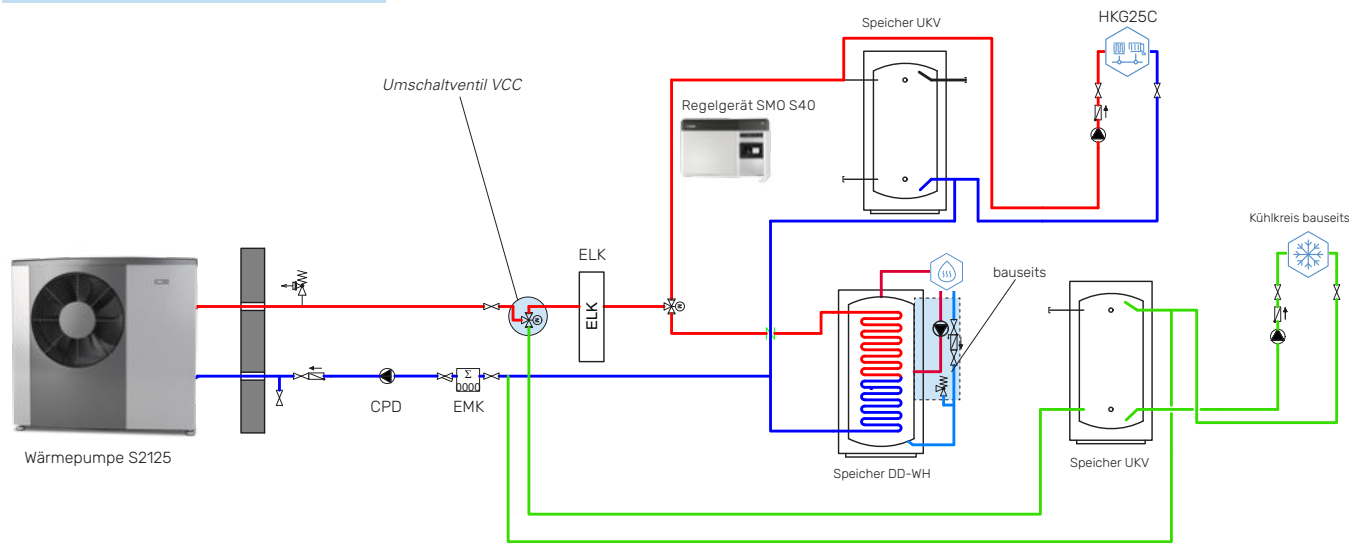 Speicher UKV
HKG25C
Umschaltventil VCC
Regelgerät SMO S40
Kühlkreis bauseits
ELK
ELK
bauseits
CPD
EMK
Σ
Wärmepumpe S2125
Speicher DD-WH
Speicher UKV